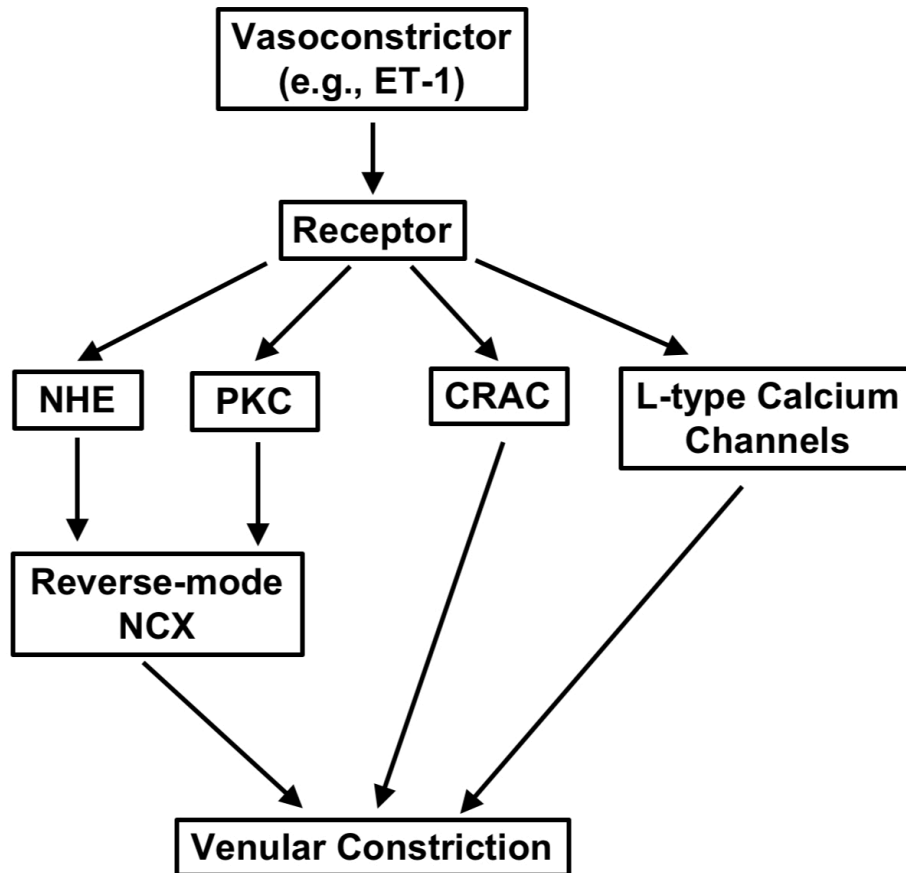 Vasoconstrictor
(e.g., ET-1)
Receptor
NHE
PKC
CRAC
L-type Calcium
Channels
Reverse-mode
NCX
Venular Constriction